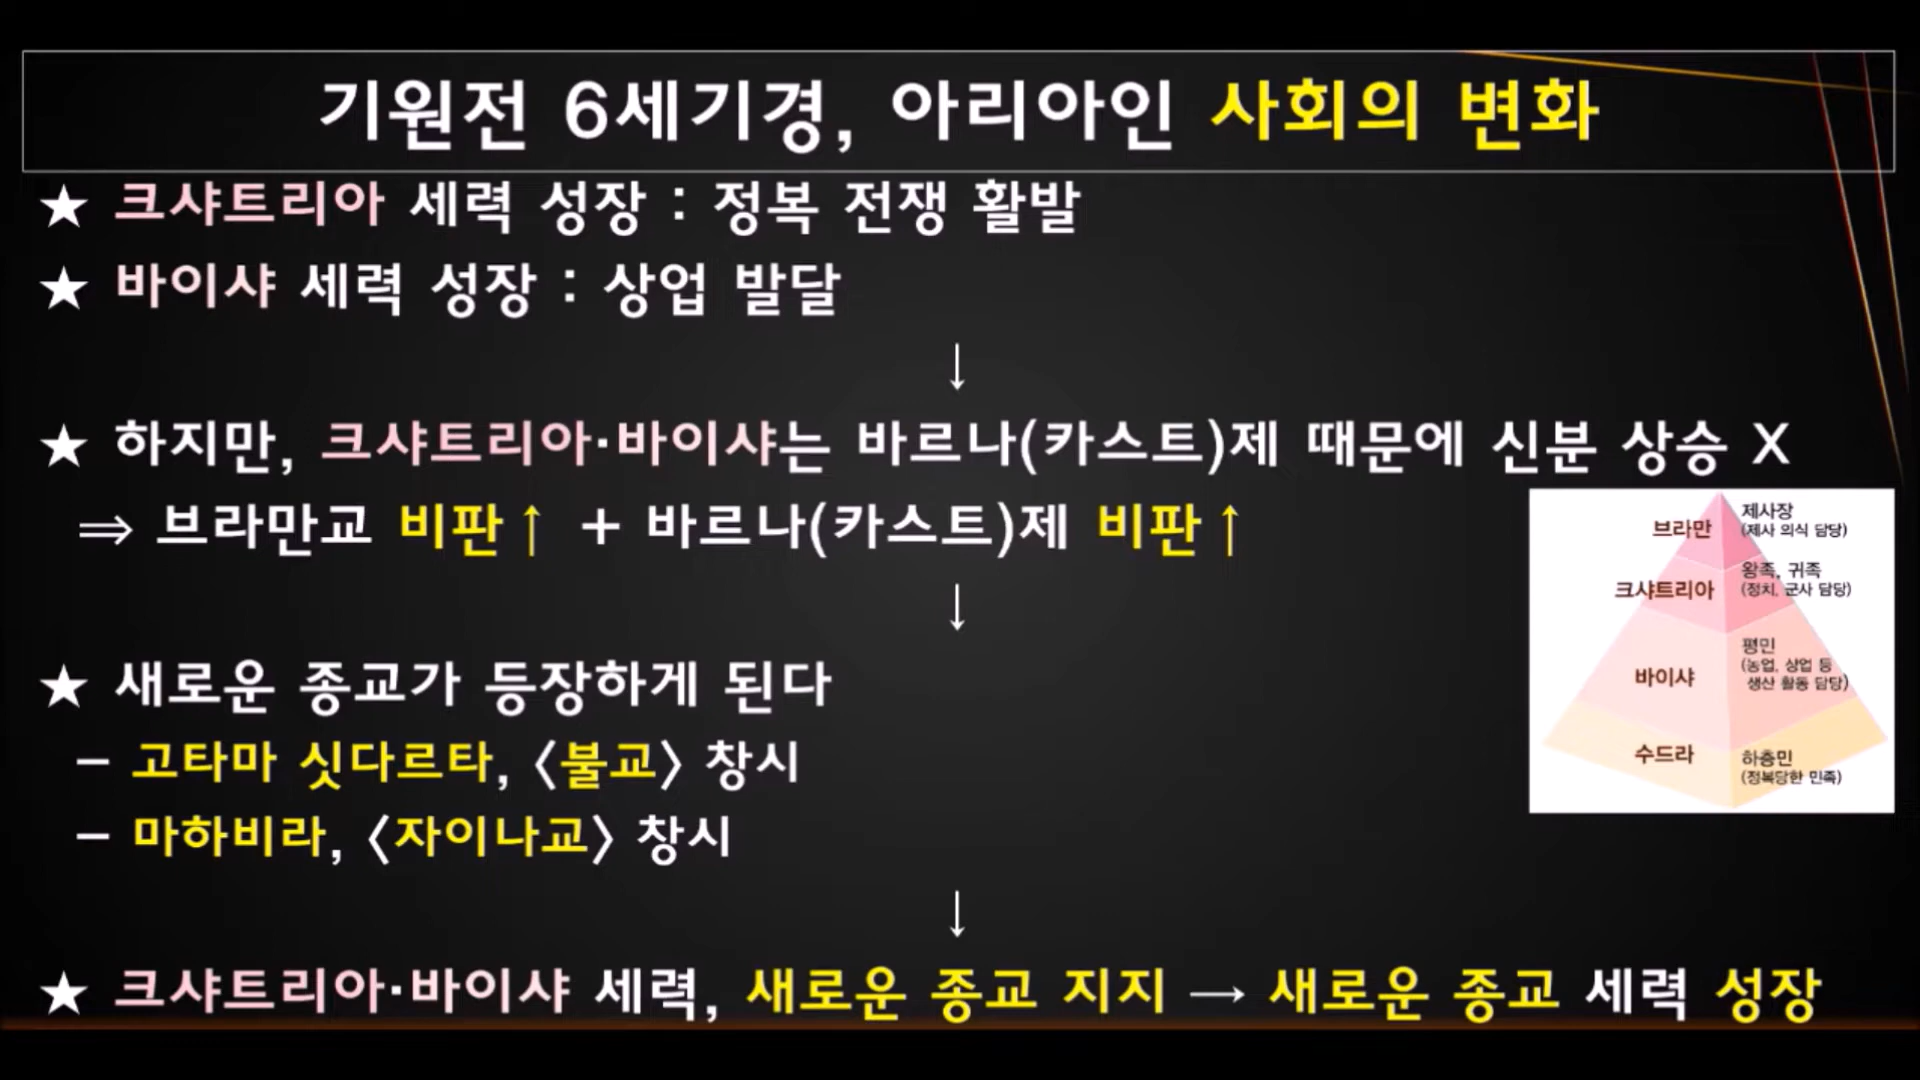 기원전 6세기경, 아리아인 사회의 변화
★ 크샤트리아 세력 성장 : 정복 전쟁 활발
★ 바이샤 세력 성장 : 상업 발달
↓
★ 하지만, 크샤트리아·바이샤는 바르나(카스트)제 때문에 신분 상승 X
⇒ 브라만교 비판↑ + 바르나(카스트)제 비판↑
↓
★ 새로운 종교가 등장하게 된다
– 고타마 싯다르타, 〈불교〉 창시
– 마하비라, 〈자이나교〉 창시
↓
★ 크샤트리아·바이샤 세력, 새로운 종교 지지 → 새로운 종교 세력 성장
브라만
제사장
(제사 의식 담당)
크샤트리아
왕족, 귀족
(정치, 군사 담당)
바이샤
평민
(농업, 상업 등
생산 활동 담당)
수드라
하층민
(정복당한 민족)